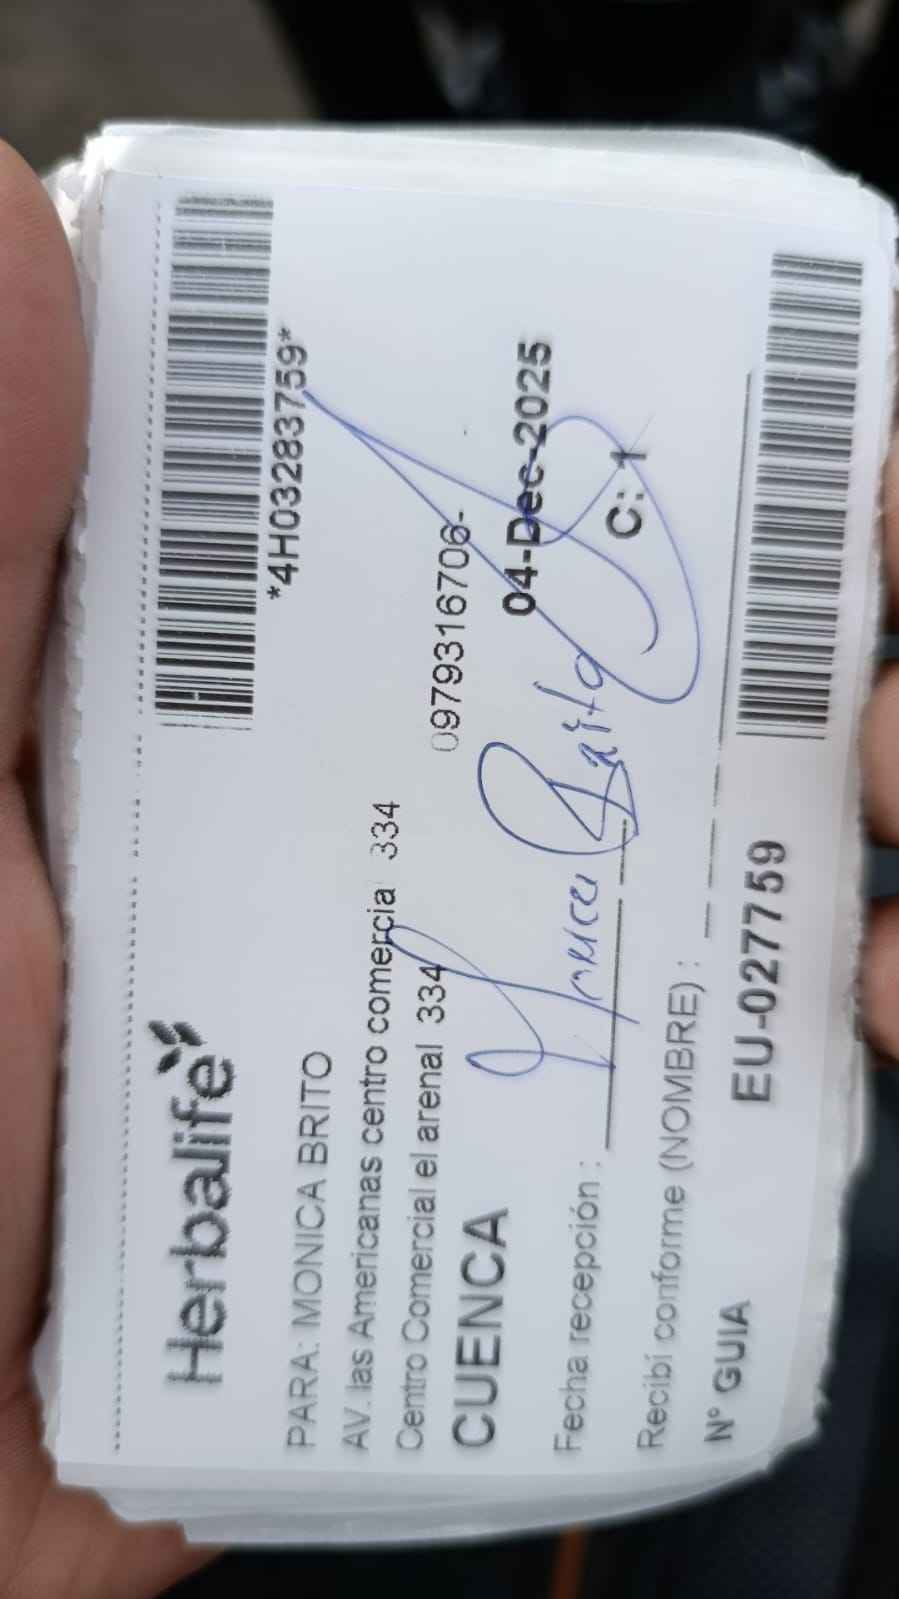 Herbalife
*4H03283759*
PARA: MONICA BRITO
AV. las Americanas centro comercia 334
Centro Comercial el arenal 334
0979316706-
CUENCA
04-Dec-2025
Fecha recepción :
C: 1
Recibí conforme (NOMBRE) :
N° GUIA
EU-027759